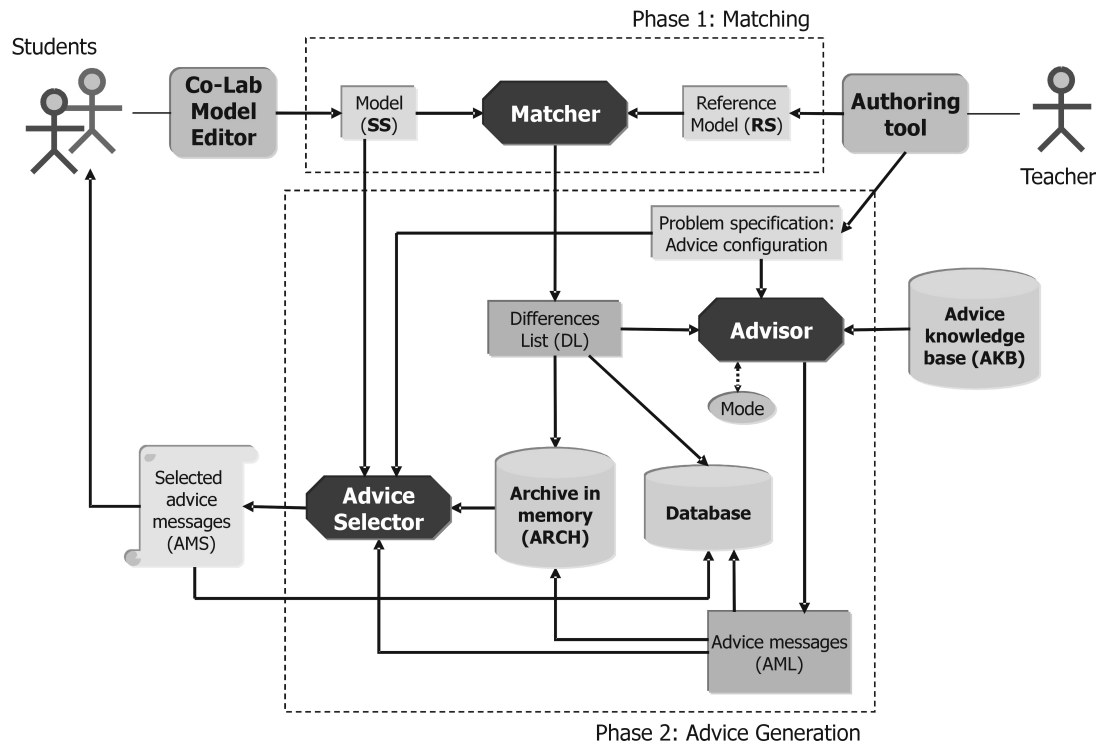 Phase 1: Matching
Students
Co-Lab
Model
Editor
Model
(SS)
Matcher
Reference
Model (RS)
Authoring
tool
Teacher
Problem specification:
Advice configuration
Differences
List (DL)
Advisor
Advice
knowledge
base (AKB)
Mode
Selected
advice
messages
(AMS)
Advice
Selector
Archive in
memory
(ARCH)
Database
Advice messages
(AML)
Phase 2: Advice Generation